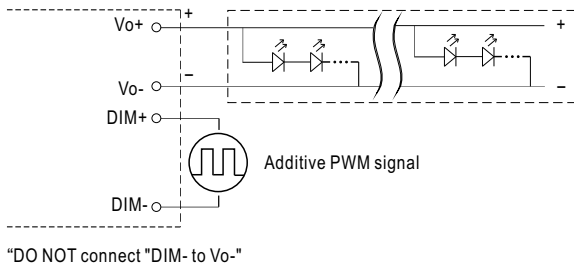 Vo+ + +
Vo- – –
DIM+
Additive PWM signal
DIM-
“DO NOT connect "DIM- to Vo-"